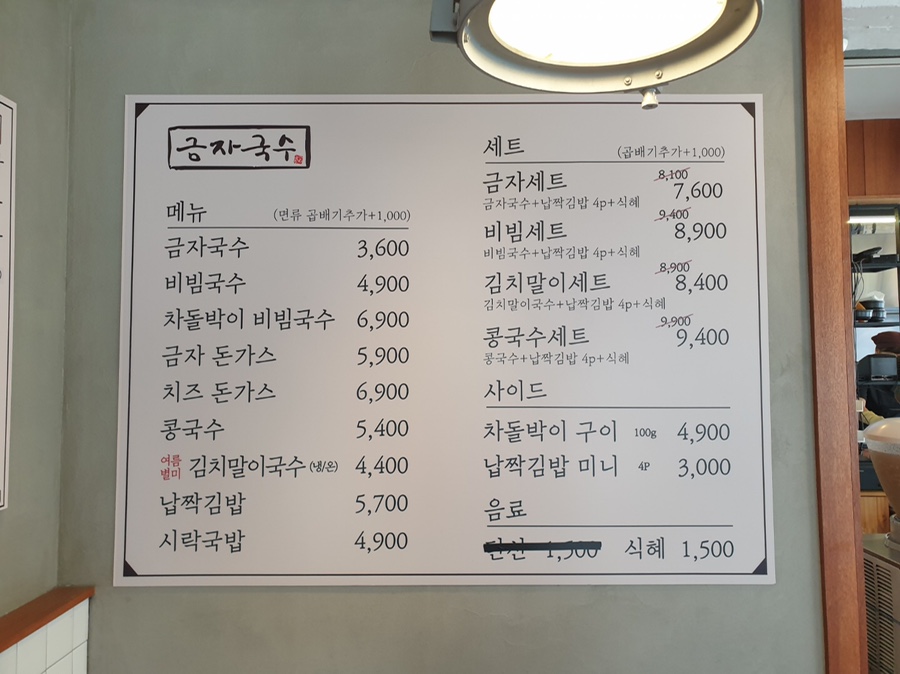 금자국수
메뉴 (면류 곱배기추가+1,000)
금자국수 3,600
비빔국수 4,900
차돌박이 비빔국수 6,900
금자 돈가스 5,900
치즈 돈가스 6,900
콩국수 5,400
여름별미 김치말이국수 (냉/온) 4,400
납짝김밥 5,700
시락국밥 4,900
세트 (곱배기추가+1,000)
금자세트 8,100 7,600
금자국수+납짝김밥 4p+식혜
비빔세트 9,400 8,900
비빔국수+납짝김밥 4p+식혜
김치말이세트 8,900 8,400
김치말이국수+납짝김밥 4p+식혜
콩국수세트 9,900 9,400
콩국수+납짝김밥 4p+식혜
사이드
차돌박이 구이 100g 4,900
납짝김밥 미니 4P 3,000
음료
탄산 1,500 식혜 1,500